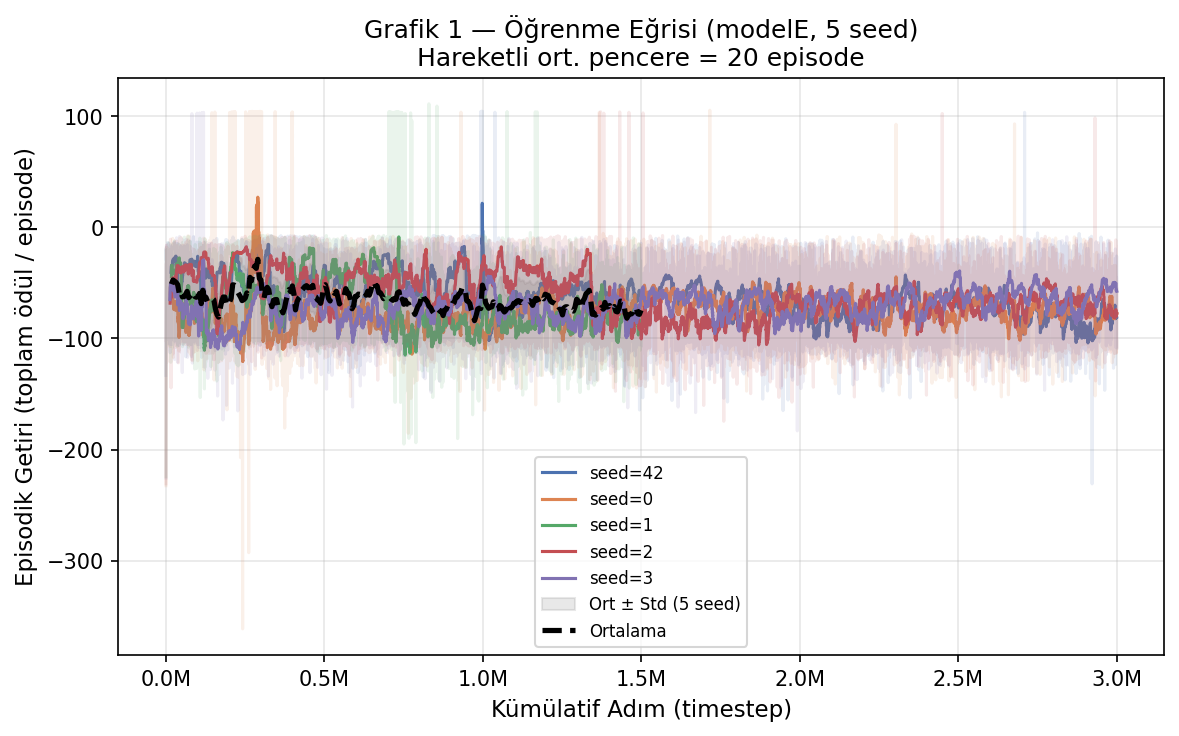 Grafik 1 — Öğrenme Eğrisi (modelE, 5 seed)
Hareketli ort. pencere = 20 episode
Episodik Getiri (toplam ödül / episode)
100
0
−100
−200
−300
seed=42
seed=0
seed=1
seed=2
seed=3
Ort ± Std (5 seed)
Ortalama
0.0M 0.5M 1.0M 1.5M 2.0M 2.5M 3.0M
Kümülatif Adım (timestep)